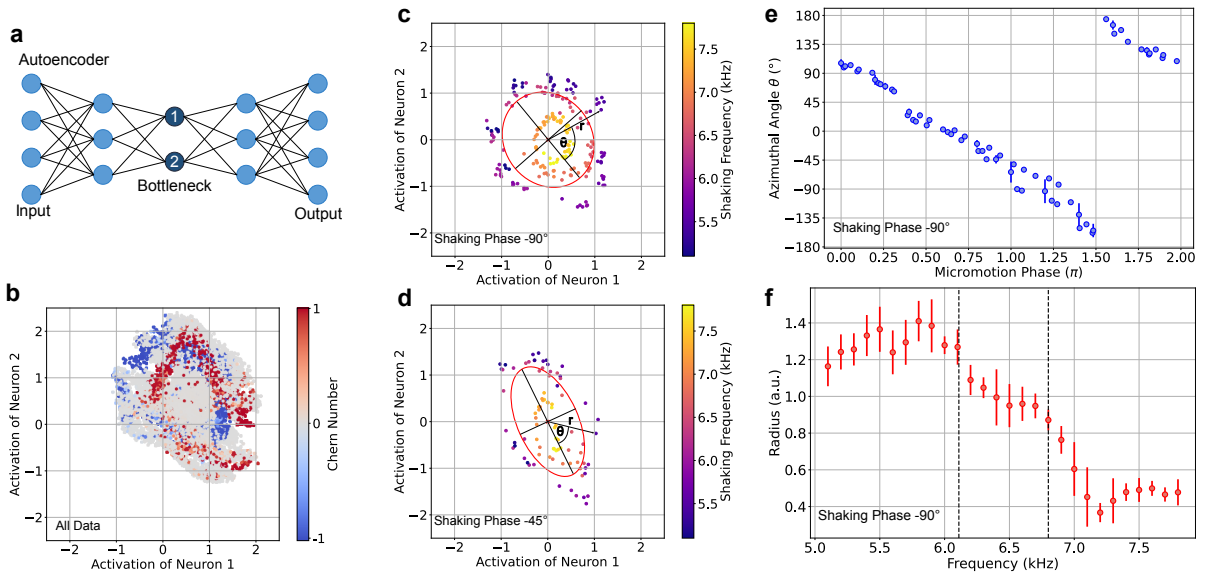 a
Autoencoder
1
2
Bottleneck
Input
Output
b
Activation of Neuron 2
2
1
0
−1
−2
All Data
−2
−1
0
1
2
Activation of Neuron 1
1
0
-1
Chern Number
c
Activation of Neuron 2
2
1
0
−1
−2
r
θ
Shaking Phase -90°
−2
−1
0
1
2
Activation of Neuron 1
7.5
7.0
6.5
6.0
5.5
Shaking Frequency (kHz)
d
Activation of Neuron 2
2
1
0
−1
−2
r
θ
Shaking Phase -45°
−2
−1
0
1
2
Activation of Neuron 1
7.5
7.0
6.5
6.0
5.5
Shaking Frequency (kHz)
e
Azimuthal Angle θ (°)
180
135
90
45
0
−45
−90
−135
−180
Shaking Phase -90°
0.00
0.25
0.50
0.75
1.00
1.25
1.50
1.75
2.00
Micromotion Phase (π)
f
Radius (a.u.)
1.4
1.2
1.0
0.8
0.6
0.4
Shaking Phase -90°
5.0
5.5
6.0
6.5
7.0
7.5
Frequency (kHz)